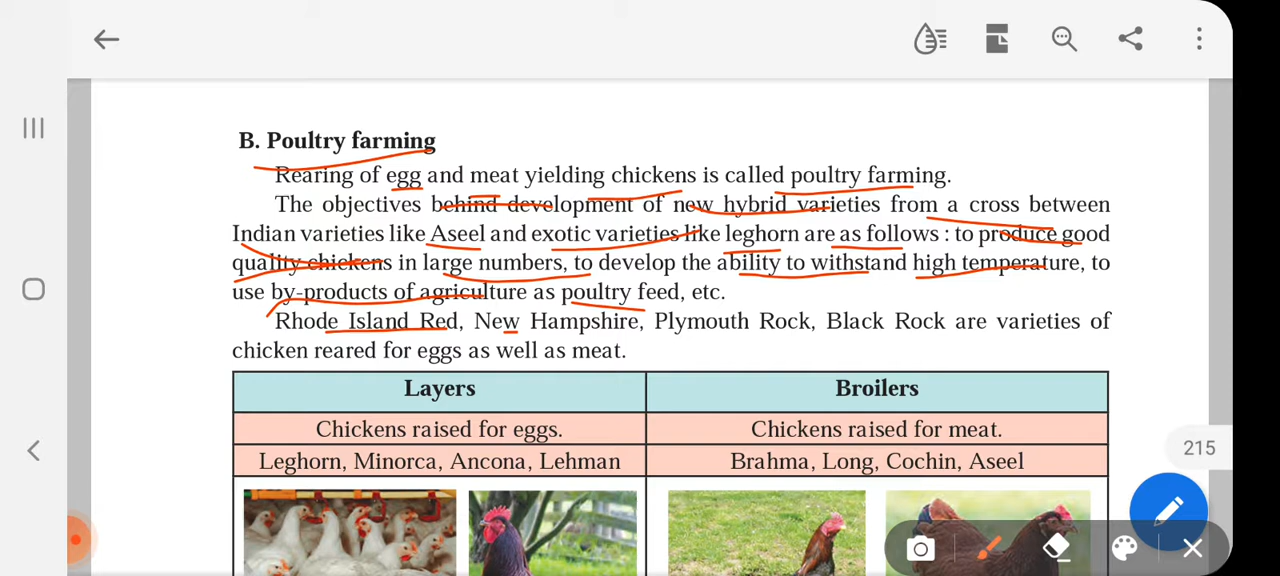 B. Poultry farming
Rearing of egg and meat yielding chickens is called poultry farming.
The objectives behind development of new hybrid varieties from a cross between
Indian varieties like Aseel and exotic varieties like leghorn are as follows : to produce good
quality chickens in large numbers, to develop the ability to withstand high temperature, to
use by-products of agriculture as poultry feed, etc.
Rhode Island Red, New Hampshire, Plymouth Rock, Black Rock are varieties of
chicken reared for eggs as well as meat.
Layers Broilers
Chickens raised for eggs. Chickens raised for meat.
215
Leghorn, Minorca, Ancona, Lehman Brahma, Long, Cochin, Aseel